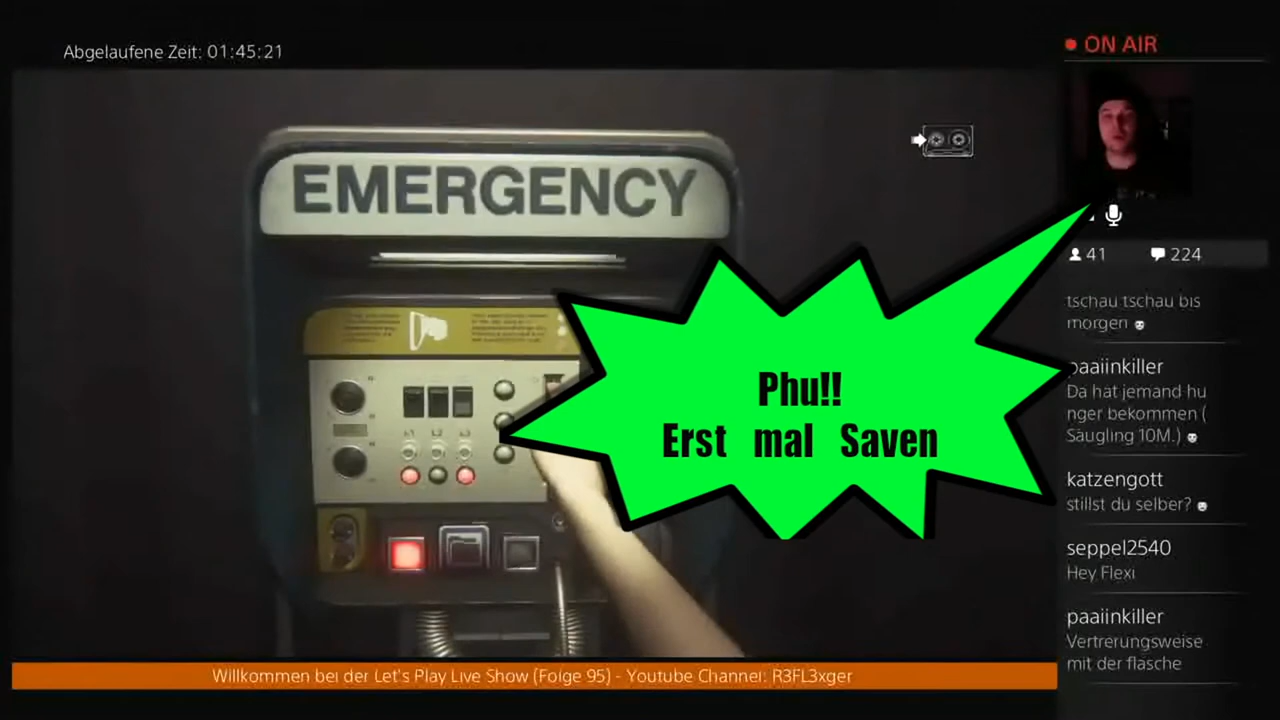 Abgelaufene Zeit: 01:45:21
ON AIR
EMERGENCY
41 224
tschau tschau bis
morgen
paaiinkiller
Da hat jemand hu
nger bekommen (
Säugling 10M.)
katzengott
stillst du selber?
seppel2540
Hey Flexi
paaiinkiller
Vertrerungsweise
mit der flasche
Phu!!
Erst mal Saven
L1 L2 L3
Willkommen bei der Let's Play Live Show (Folge 95) - Youtube Channel: R3FL3xger